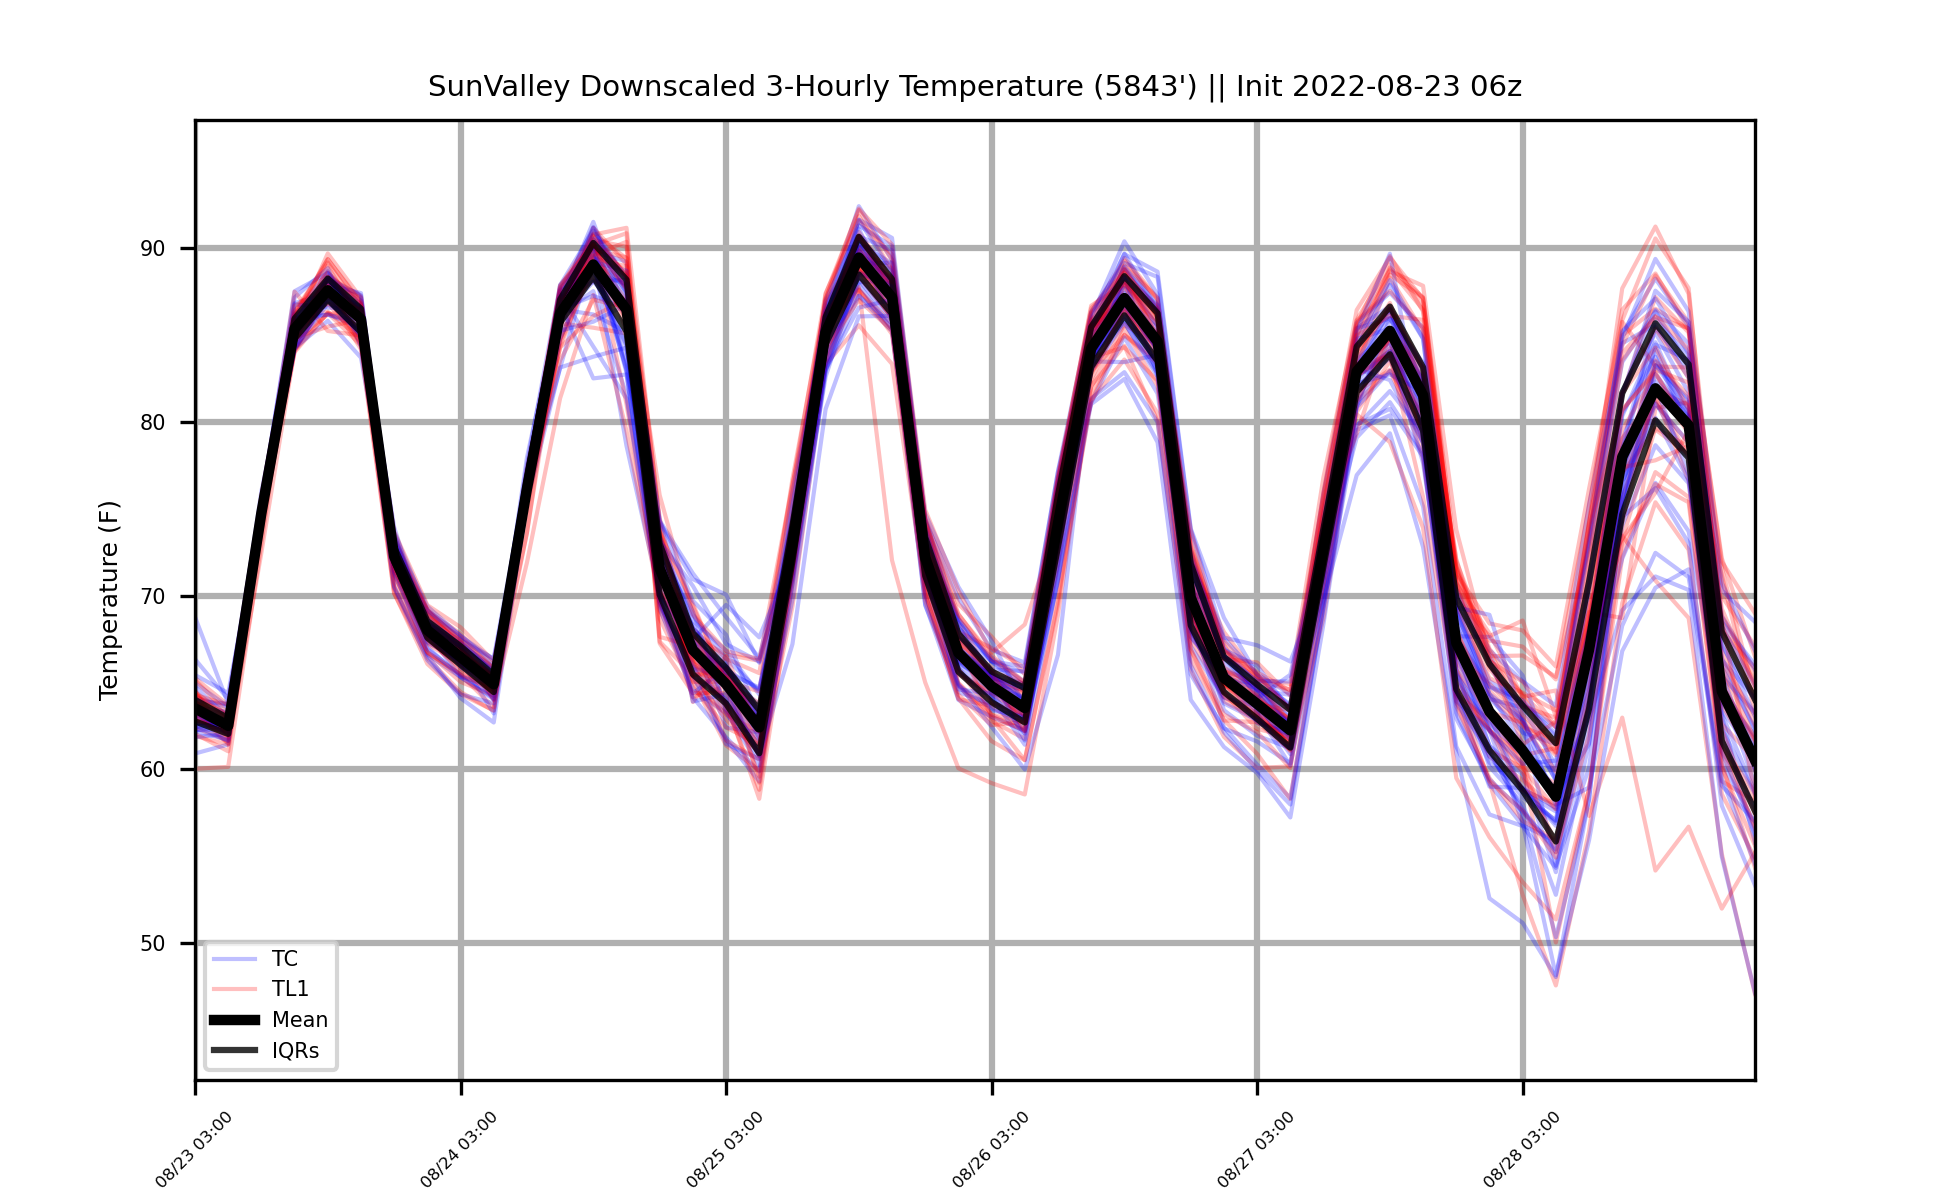 SunValley Downscaled 3-Hourly Temperature (5843') || Init 2022-08-23 06z
Temperature (F)
90
80
70
60
50
TC
TL1
Mean
IQRs
08/23 03:00
08/24 03:00
08/25 03:00
08/26 03:00
08/27 03:00
08/28 03:00